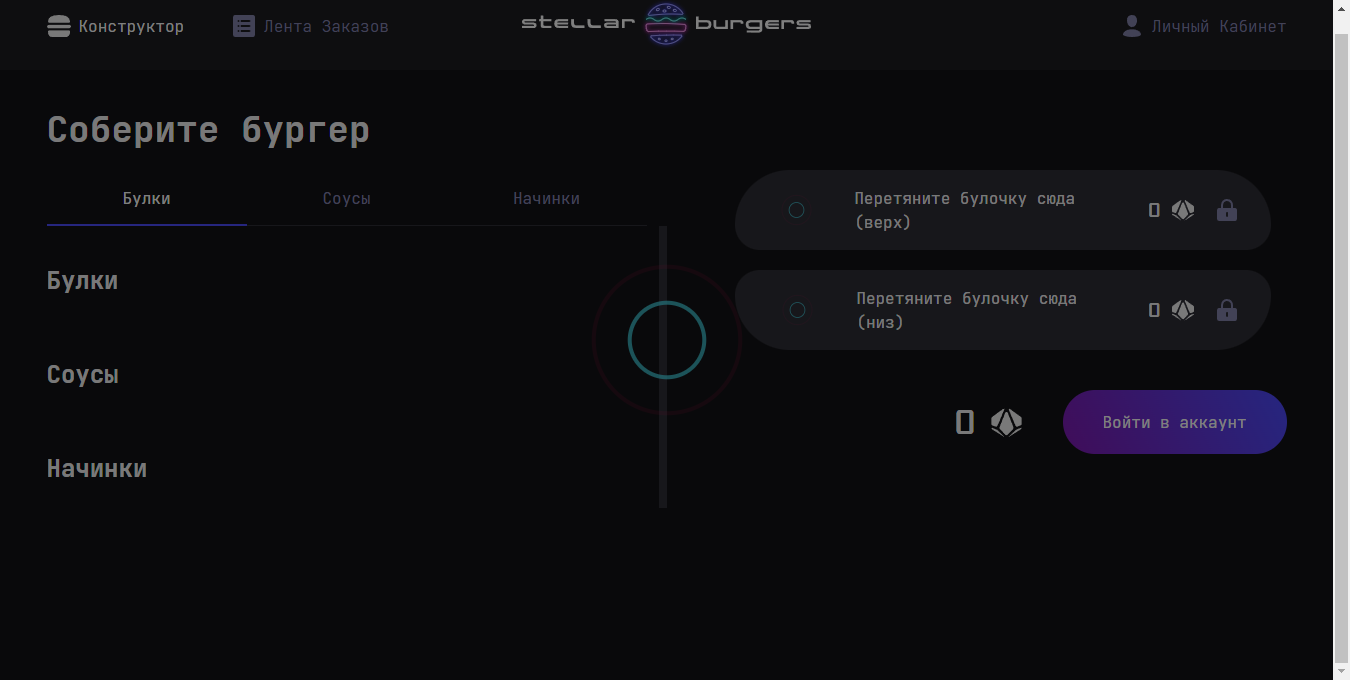 Конструктор
Лента Заказов
stellar burgers
Личный Кабинет
Соберите бургер
Булки
Соусы
Начинки
Булки
Соусы
Начинки
Перетяните булочку сюда
(верх)
0
Перетяните булочку сюда
(низ)
0
0
Войти в аккаунт